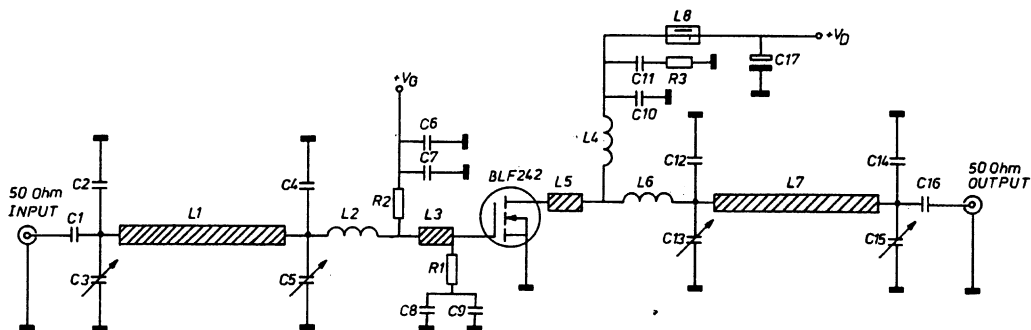 L8
+VD
C17
C11
R3
C10
+VG
L4
C6
C7
BLF242
C2
C4
L5
L6
C12
L7
C14
50 Ohm
OUTPUT
C16
50 Ohm
INPUT
C1
L1
L2
R2
L3
C13
C15
C3
C5
R1
C8
C9